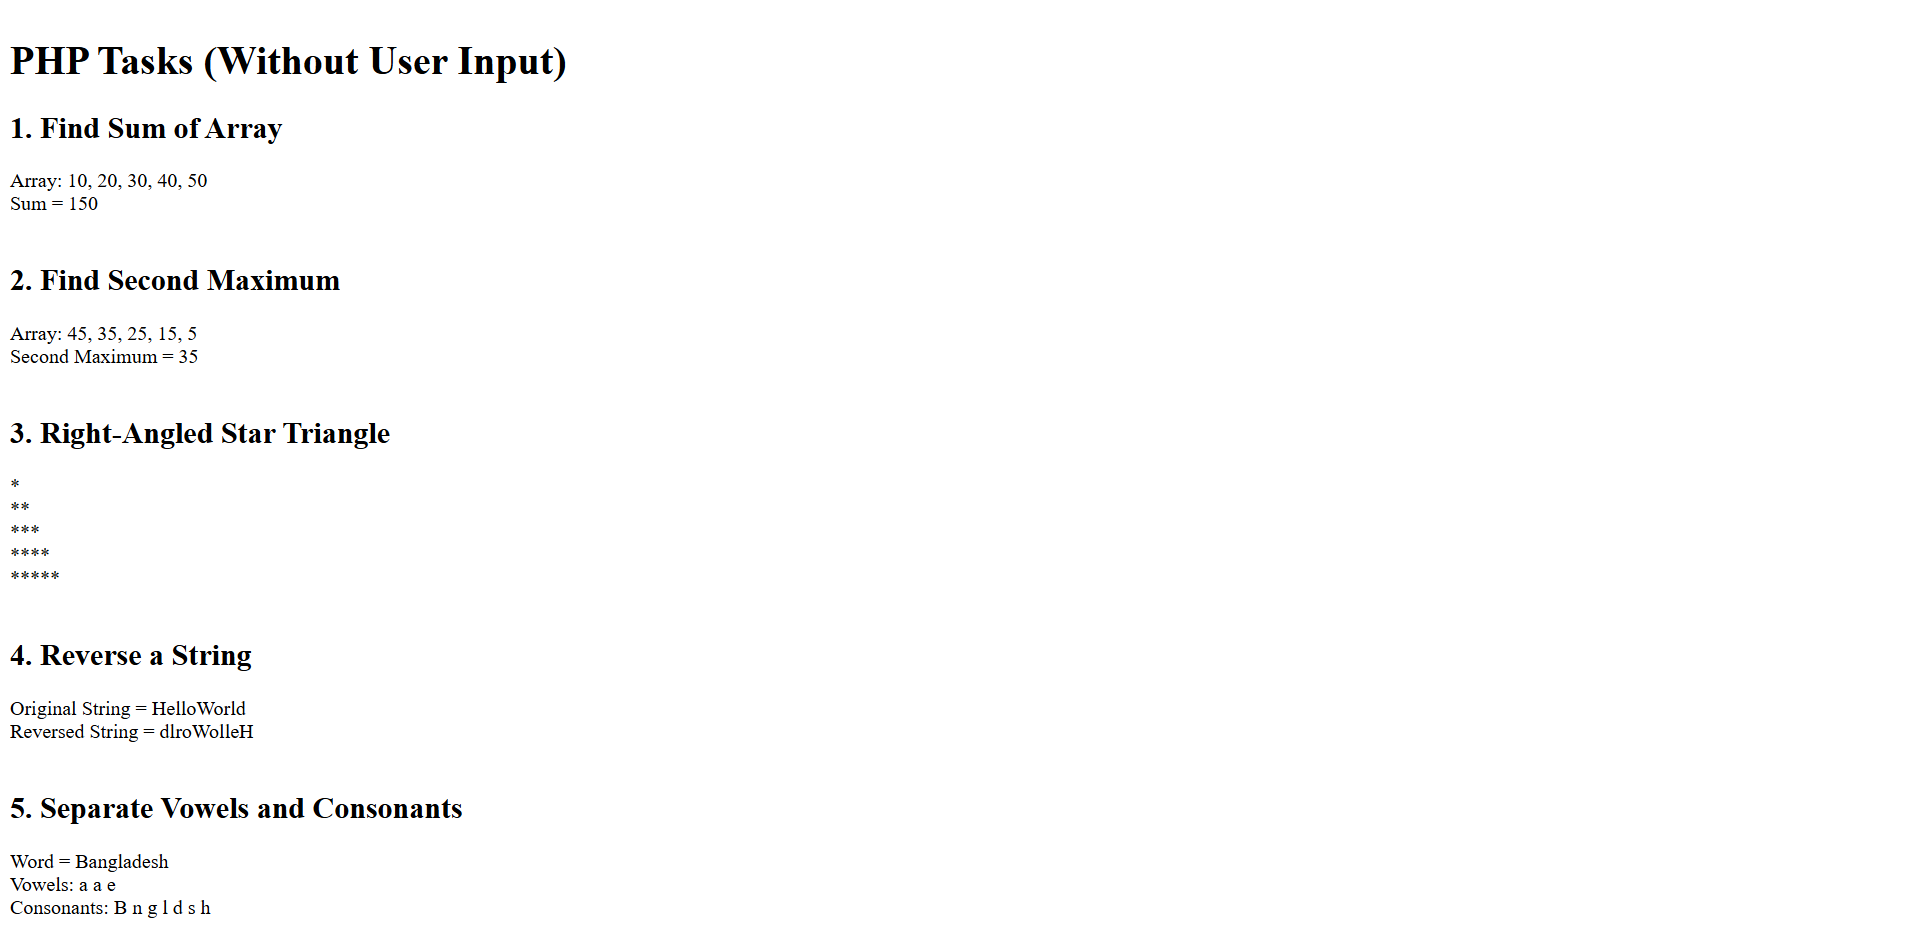 PHP Tasks (Without User Input)
1. Find Sum of Array
Array: 10, 20, 30, 40, 50
Sum = 150
2. Find Second Maximum
Array: 45, 35, 25, 15, 5
Second Maximum = 35
3. Right-Angled Star Triangle
*
**
***
****
*****
4. Reverse a String
Original String = HelloWorld
Reversed String = dlroWolleH
5. Separate Vowels and Consonants
Word = Bangladesh
Vowels: a a e
Consonants: B n g l d s h